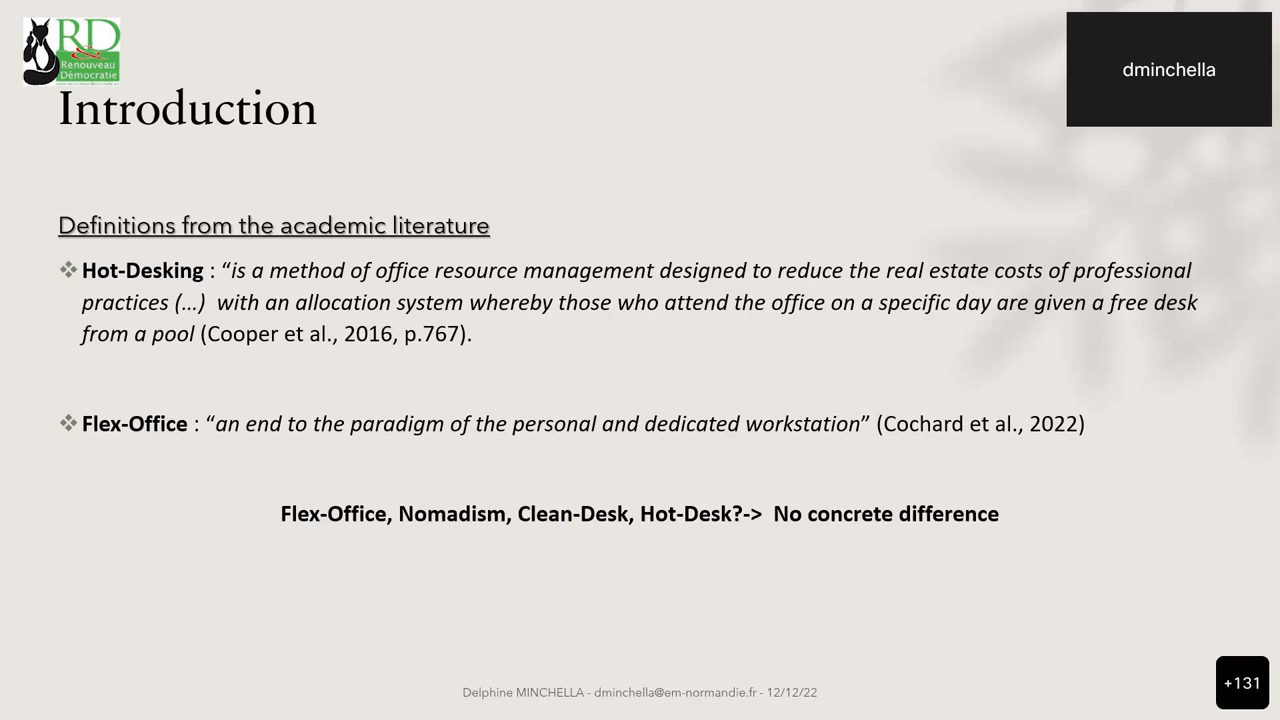 RD
Renouveau
Démocratie
dminchella
Introduction
Definitions from the academic literature
Hot-Desking : “is a method of office resource management designed to reduce the real estate costs of professional
practices (…)  with an allocation system whereby those who attend the office on a specific day are given a free desk
from a pool (Cooper et al., 2016, p.767).
Flex-Office : “an end to the paradigm of the personal and dedicated workstation” (Cochard et al., 2022)
Flex-Office, Nomadism, Clean-Desk, Hot-Desk?->  No concrete difference
Delphine MINCHELLA - dminchella@em-normandie.fr - 12/12/22
+131